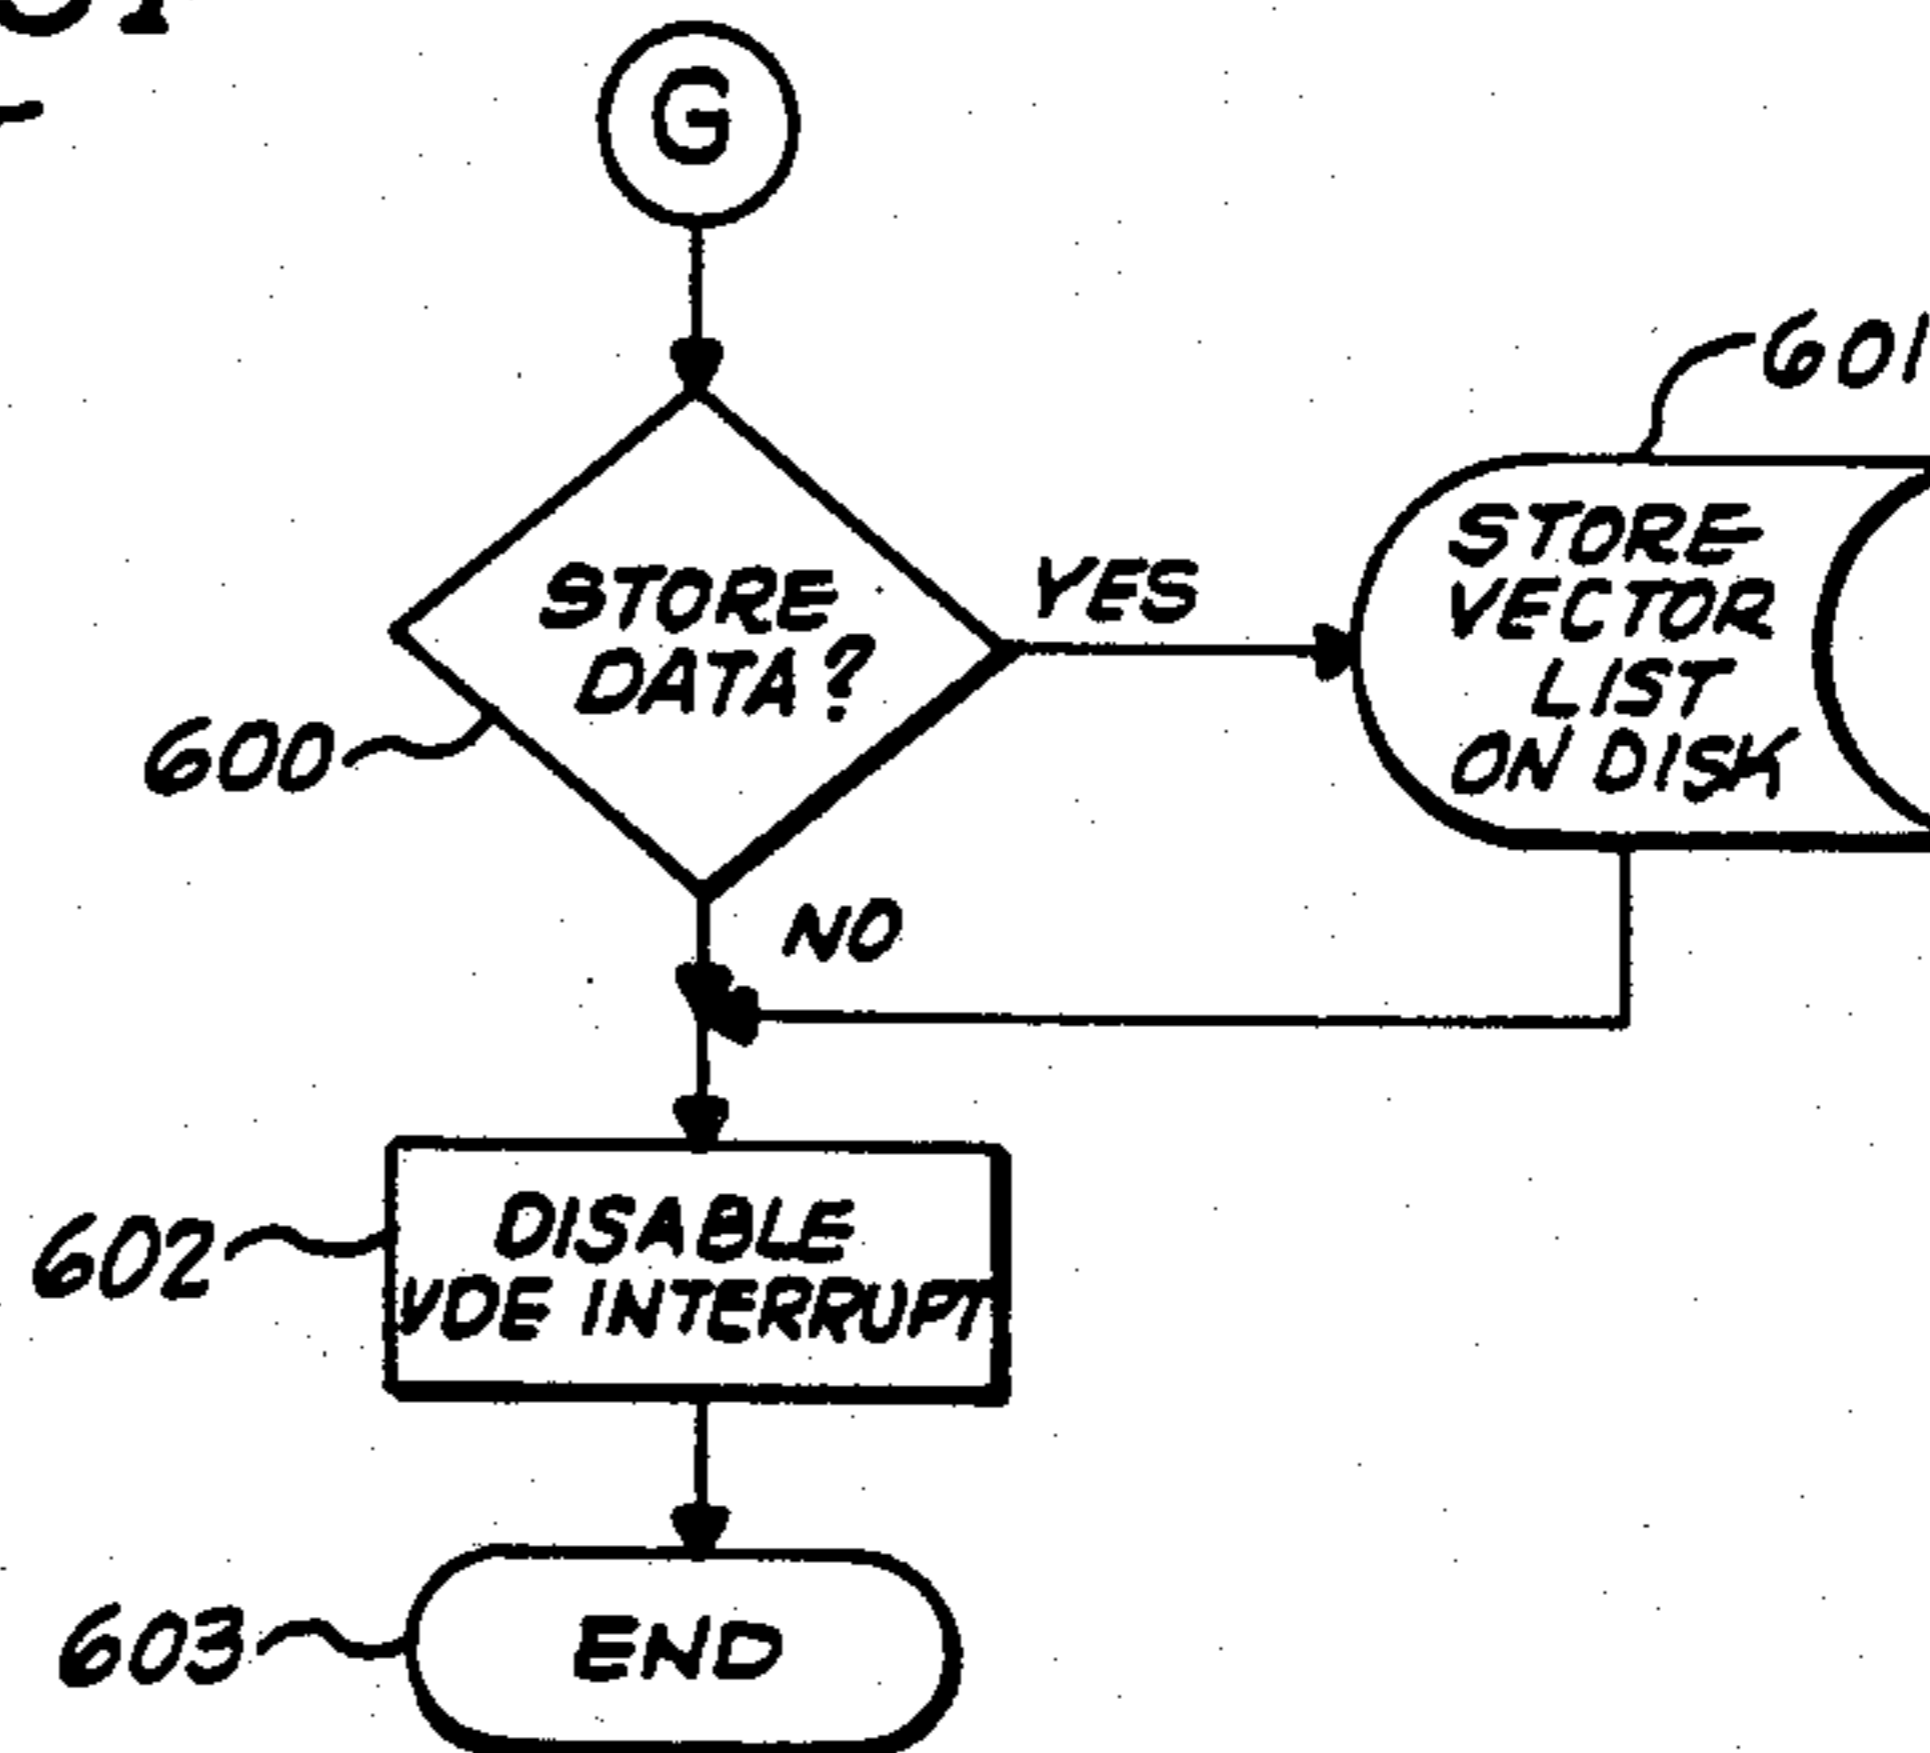 G
601
STORE
DATA?
YES
STORE
VECTOR
LIST
ON DISK
600
NO
602
DISABLE
VDE INTERRUPT
603
END